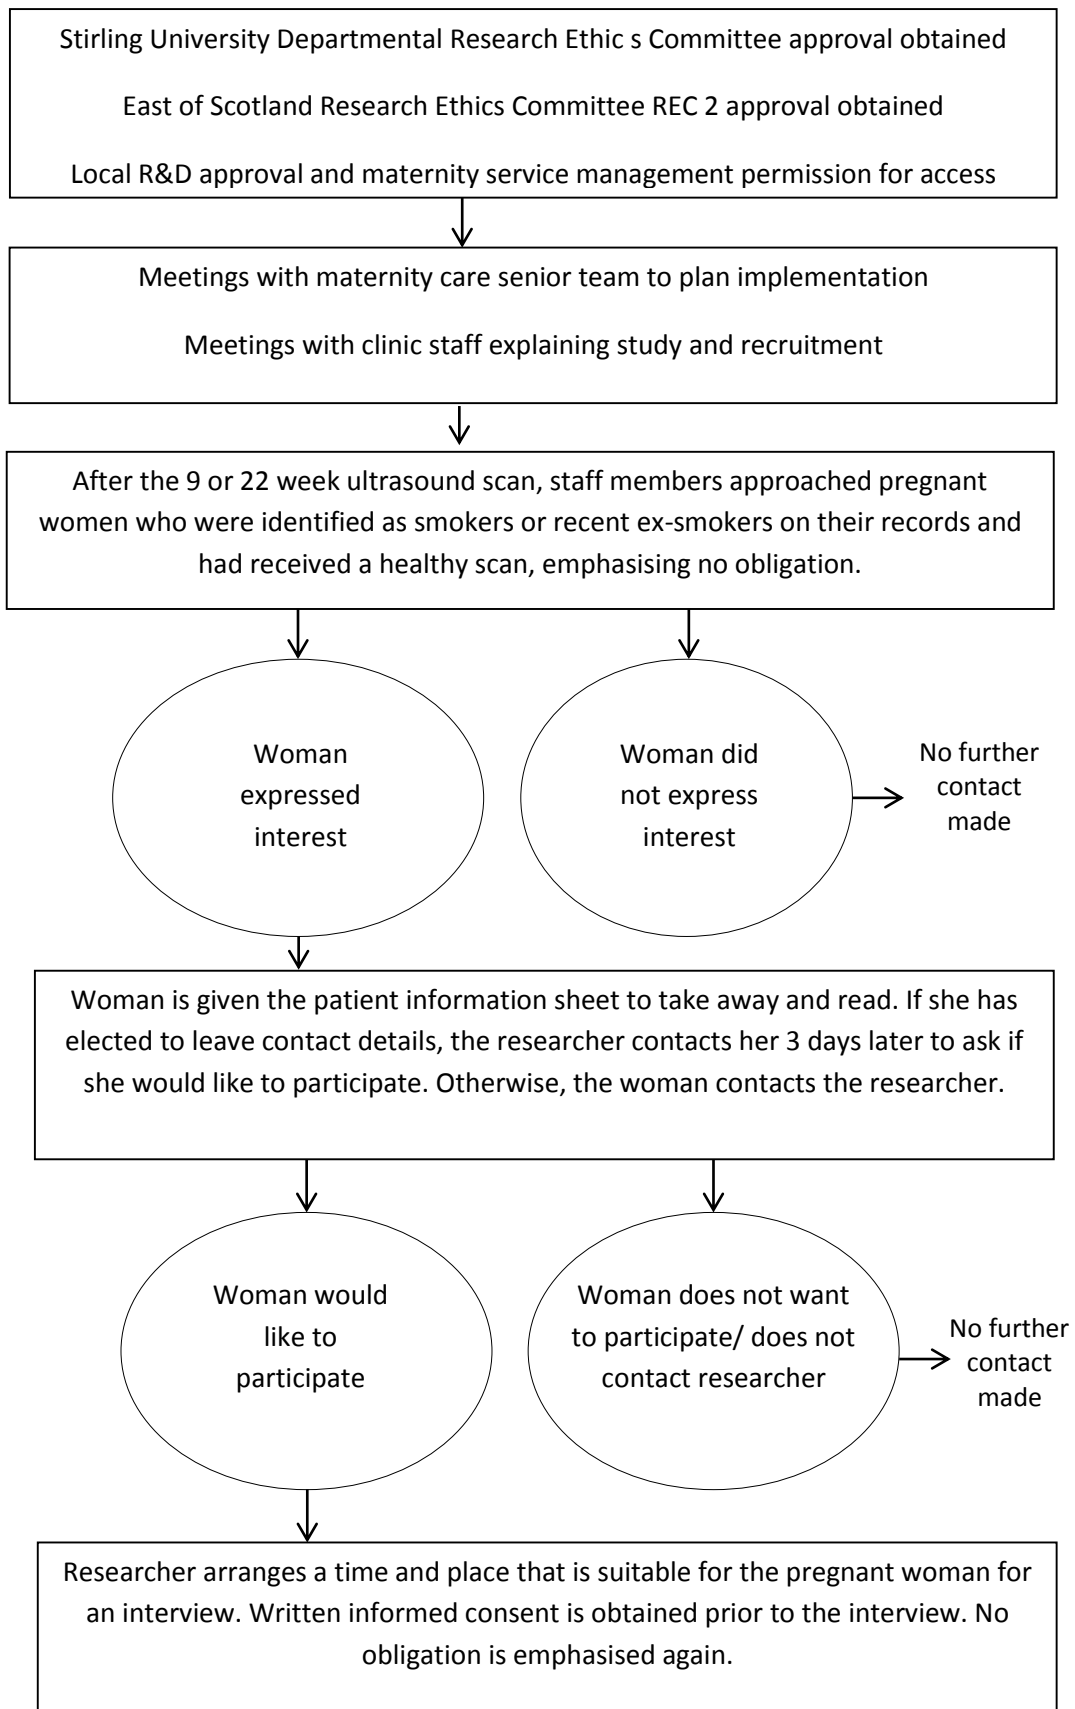 Stirling University Departmental Research Ethic s Committee approval obtained
East of Scotland Research Ethics Committee REC 2 approval obtained
Local R&D approval and maternity service management permission for access
Meetings with maternity care senior team to plan implementation
Meetings with clinic staff explaining study and recruitment
After the 9 or 22 week ultrasound scan, staff members approached pregnant
women who were identified as smokers or recent ex-smokers on their records and
had received a healthy scan, emphasising no obligation.
Woman
expressed
interest
Woman did
not express
interest
No further
contact
made
Woman is given the patient information sheet to take away and read. If she has
elected to leave contact details, the researcher contacts her 3 days later to ask if
she would like to participate. Otherwise, the woman contacts the researcher.
Woman would
like to
participate
Woman does not want
to participate/ does not
contact researcher
No further
contact
made
Researcher arranges a time and place that is suitable for the pregnant woman for
an interview. Written informed consent is obtained prior to the interview. No
obligation is emphasised again.